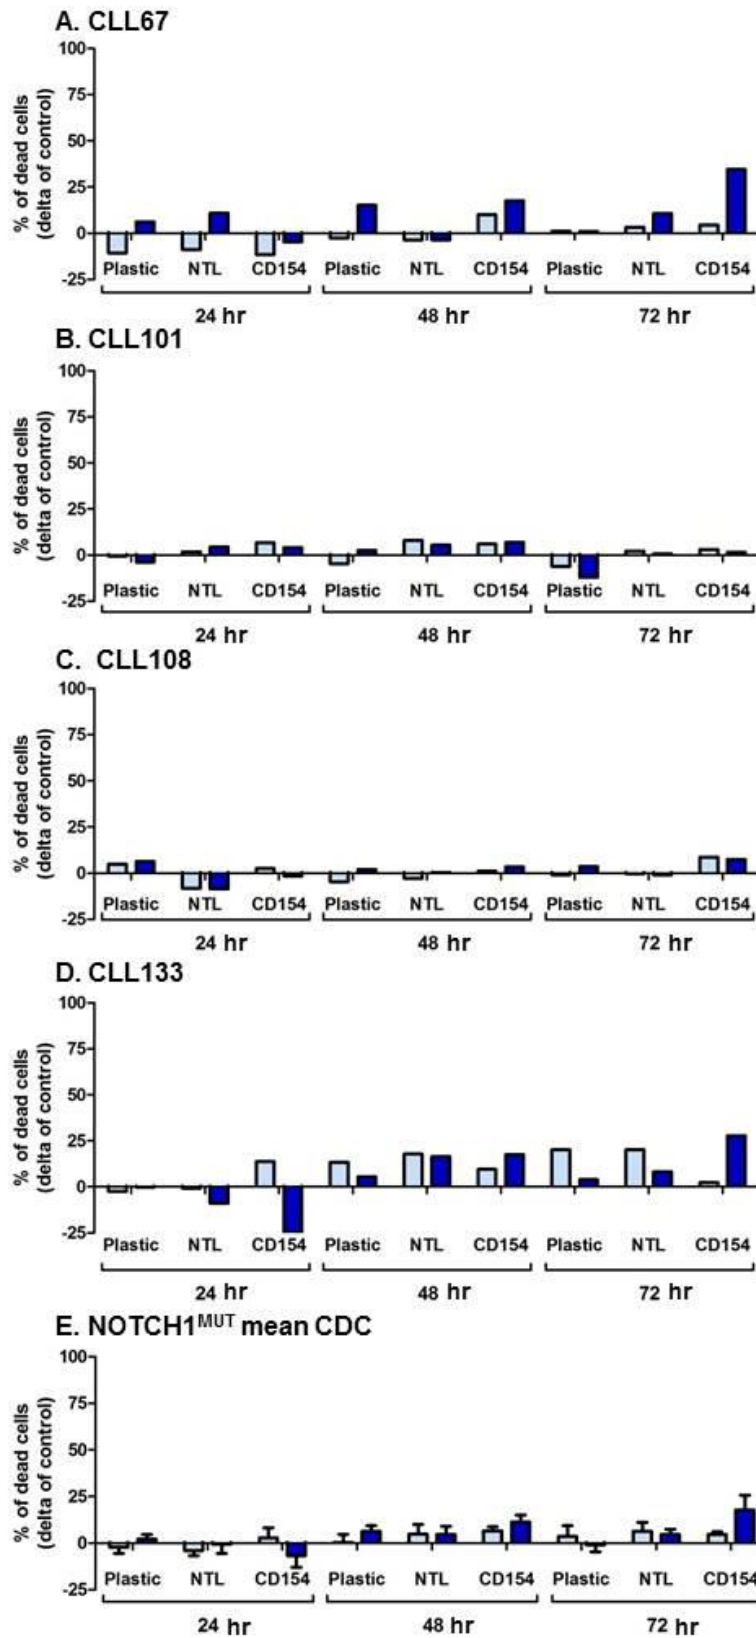 A. CLL67
% of dead cells
(delta of control)
100
75
50
25
0
-25
Plastic NTL CD154 Plastic NTL CD154 Plastic NTL CD154
24 hr 48 hr 72 hr
B. CLL101
% of dead cells
(delta of control)
100
75
50
25
0
-25
Plastic NTL CD154 Plastic NTL CD154 Plastic NTL CD154
24 hr 48 hr 72 hr
C. CLL108
% of dead cells
(delta of control)
100
75
50
25
0
-25
Plastic NTL CD154 Plastic NTL CD154 Plastic NTL CD154
24 hr 48 hr 72 hr
D. CLL133
% of dead cells
(delta of control)
100
75
50
25
0
-25
Plastic NTL CD154 Plastic NTL CD154 Plastic NTL CD154
24 hr 48 hr 72 hr
E. NOTCH1MUT mean CDC
% of dead cells
(delta of control)
100
75
50
25
0
-25
Plastic NTL CD154 Plastic NTL CD154 Plastic NTL CD154
24 hr 48 hr 72 hr